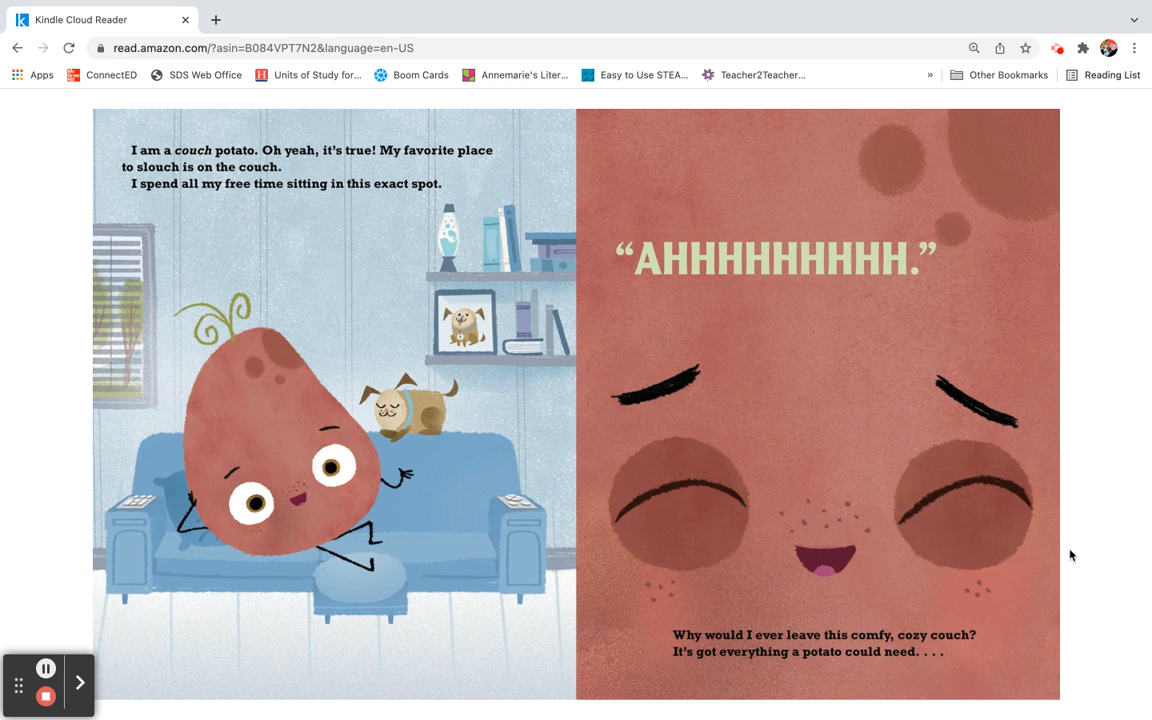 Kindle Cloud Reader
read.amazon.com/?asin=B084VPT7N2&language=en-US
Apps
ConnectED
SDS Web Office
Units of Study for...
Boom Cards
Annemarie's Liter...
Easy to Use STEA...
Teacher2Teacher...
»
Other Bookmarks
Reading List
I am a couch potato. Oh yeah, it's true! My favorite place
to slouch is on the couch.
I spend all my free time sitting in this exact spot.
“AHHHHHHHHHH.”
Why would I ever leave this comfy, cozy couch?
It's got everything a potato could need. . . .